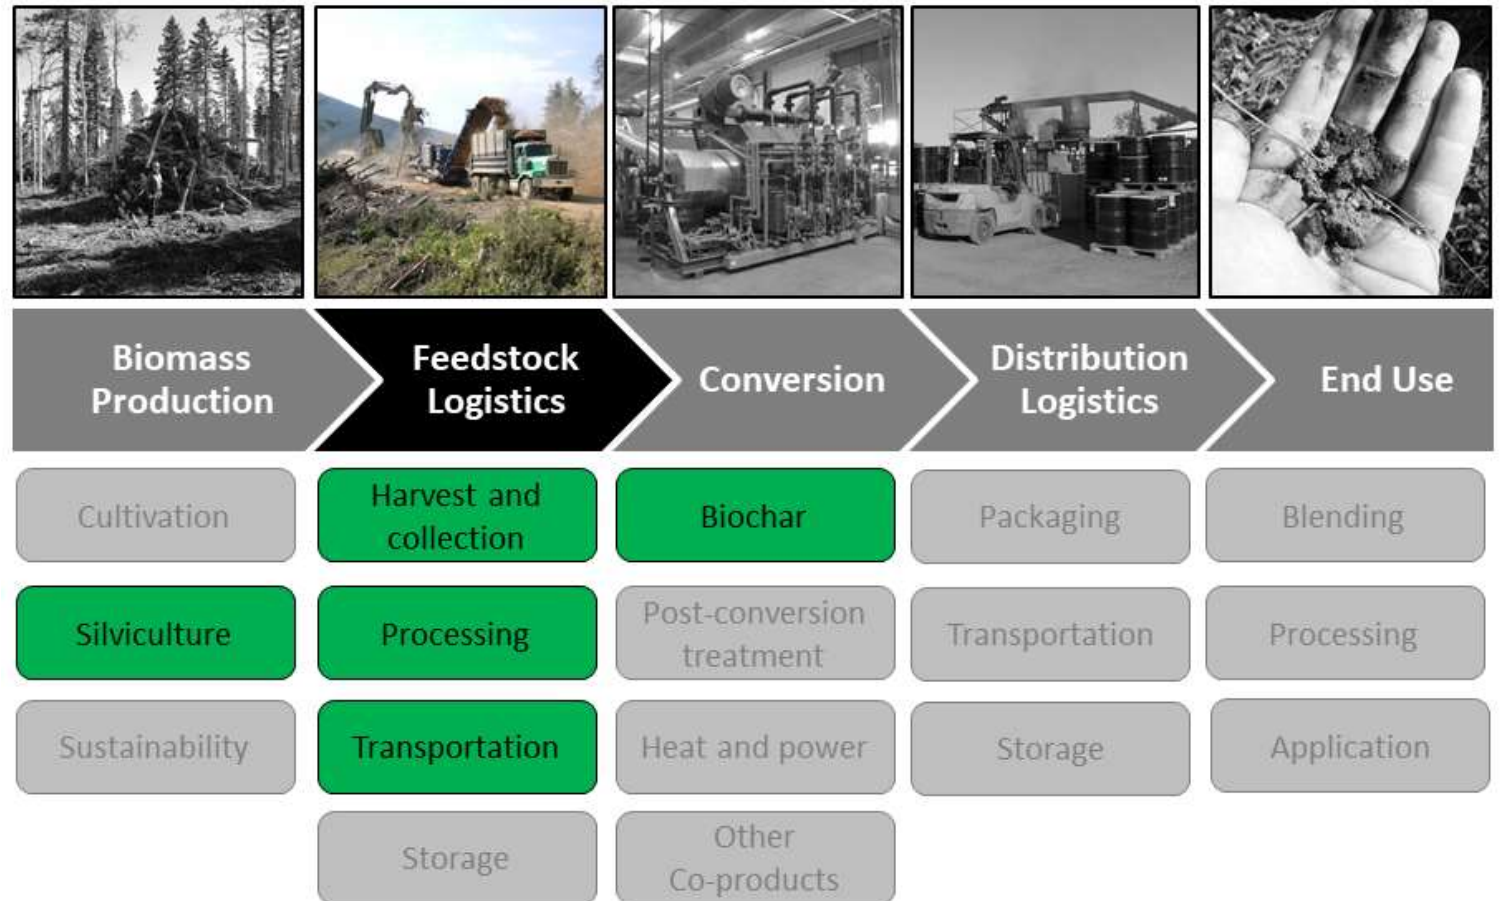 Biomass
Production
Feedstock
Logistics
Conversion
Distribution
Logistics
End Use
Cultivation
Harvest and
collection
Biochar
Packaging
Blending
Silviculture
Processing
Post-conversion
treatment
Transportation
Processing
Sustainability
Transportation
Heat and power
Storage
Application
Storage
Other
Co-products